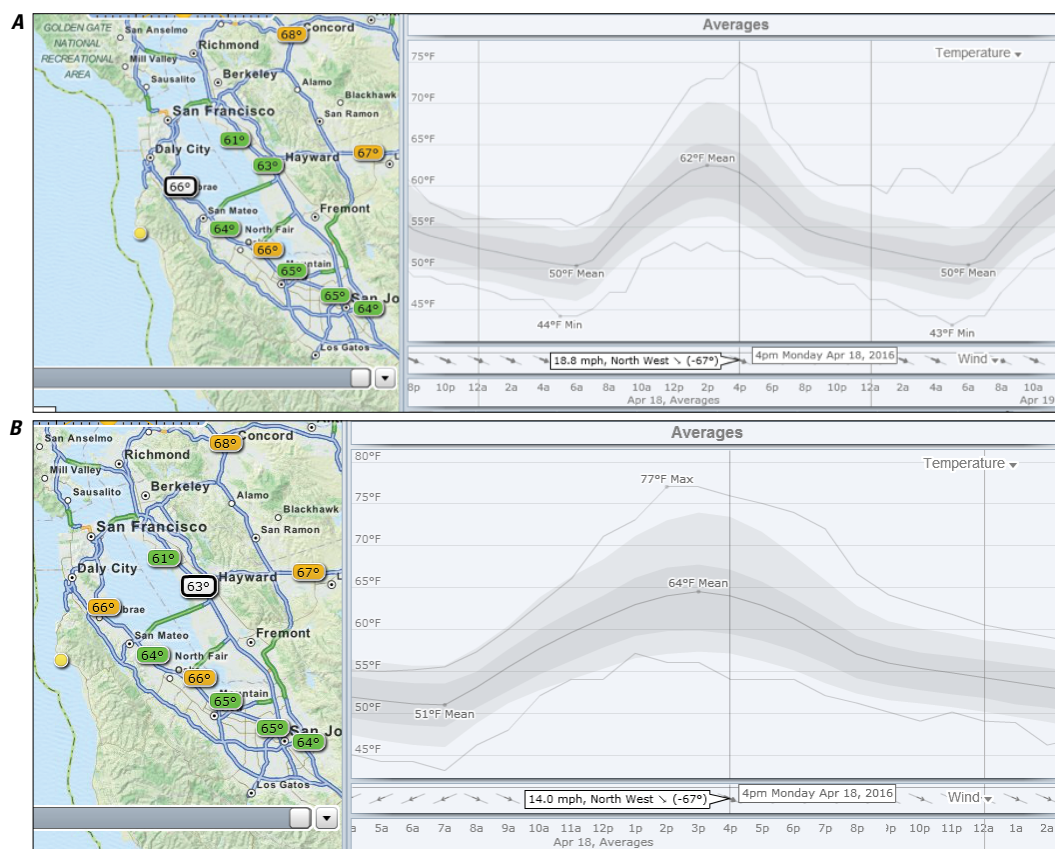 A
GOLDEN GATE
NATIONAL
RECREATIONAL
AREA
San Anselmo
Concord
68°
Richmond
Mill Valley
Berkeley
Sausalito
Alamo
Blackhawk
San Francisco
San Ramon
61°
Daly City
63°
Hayward
67°
66°
brae
San Mateo
Fremont
64°
North Fair
66°
65°
65°
San Jo
64°
Los Gatos
Averages
Temperature
75°F
70°F
65°F
60°F
55°F
50°F
45°F
62°F Mean
50°F Mean
50°F Mean
44°F Min
43°F Min
18.8 mph, North West ↘ (-67°)
4pm Monday Apr 18, 2016
Wind
8p 10p 12a 2a 4a 6a 8a 10a 12p 2p 4p 6p 8p 10p 12a 2a 4a 6a 8a 10a
Apr 18, Averages
Apr 19
B
San Anselmo
68°
Concord
Richmond
Mill Valley
Berkeley
Sausalito
Alamo
Blackhawk
San Francisco
San Ramon
61°
Daly City
63°
Hayward
67°
66°
brae
San Mateo
Fremont
64°
North Fair
66°
65°
65°
San Jo
64°
Los Gatos
Averages
80°F
Temperature
75°F
70°F
65°F
60°F
55°F
50°F
45°F
77°F Max
64°F Mean
51°F Mean
14.0 mph, North West ↘ (-67°)
4pm Monday Apr 18, 2016
Wind
a 5a 6a 7a 8a 9a 10a 11a 12p 1p 2p 3p 4p 5p 6p 7p 8p 9p 10p 11p 12a 1a 2a
Apr 18, Averages